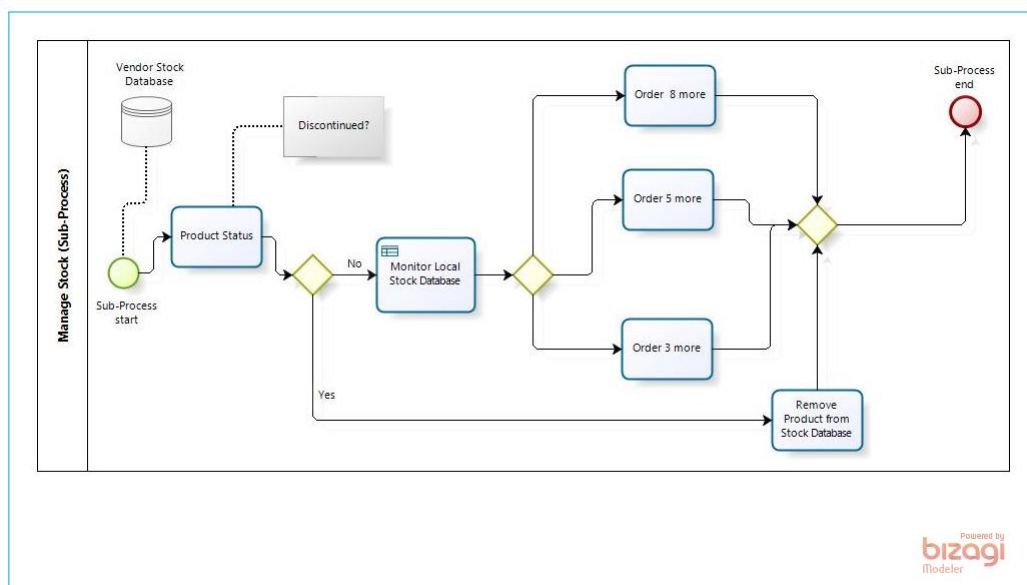 Manage Stock (Sub-Process)
Vendor Stock
Database
Discontinued?
Product Status
Sub-Process
start
No
Yes
Monitor Local
Stock Database
Order 8 more
Order 5 more
Order 3 more
Remove
Product from
Stock Database
Sub-Process
end
Powered by
bizagi
Modeler